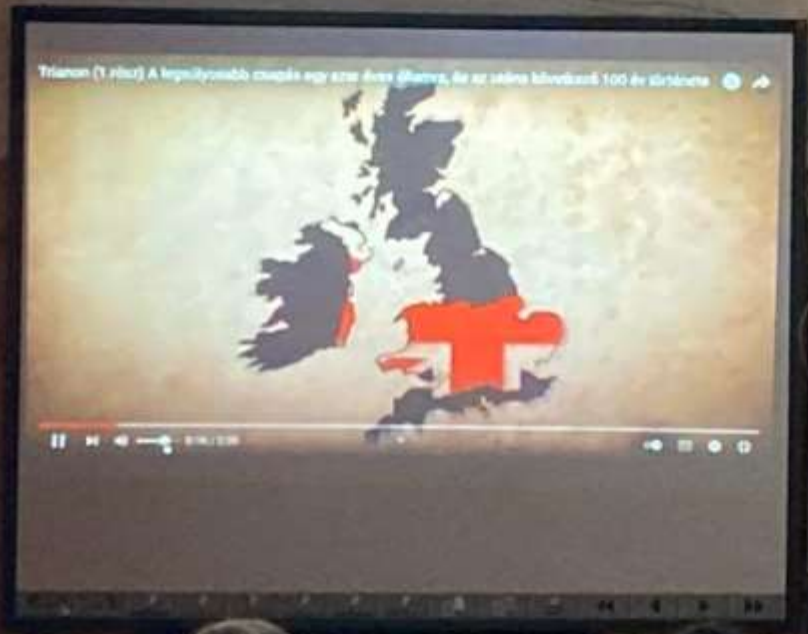 Trianon (1.rész) A legsúlyosabb csapás egy ezer éves államra, és az utána következő 100 év története